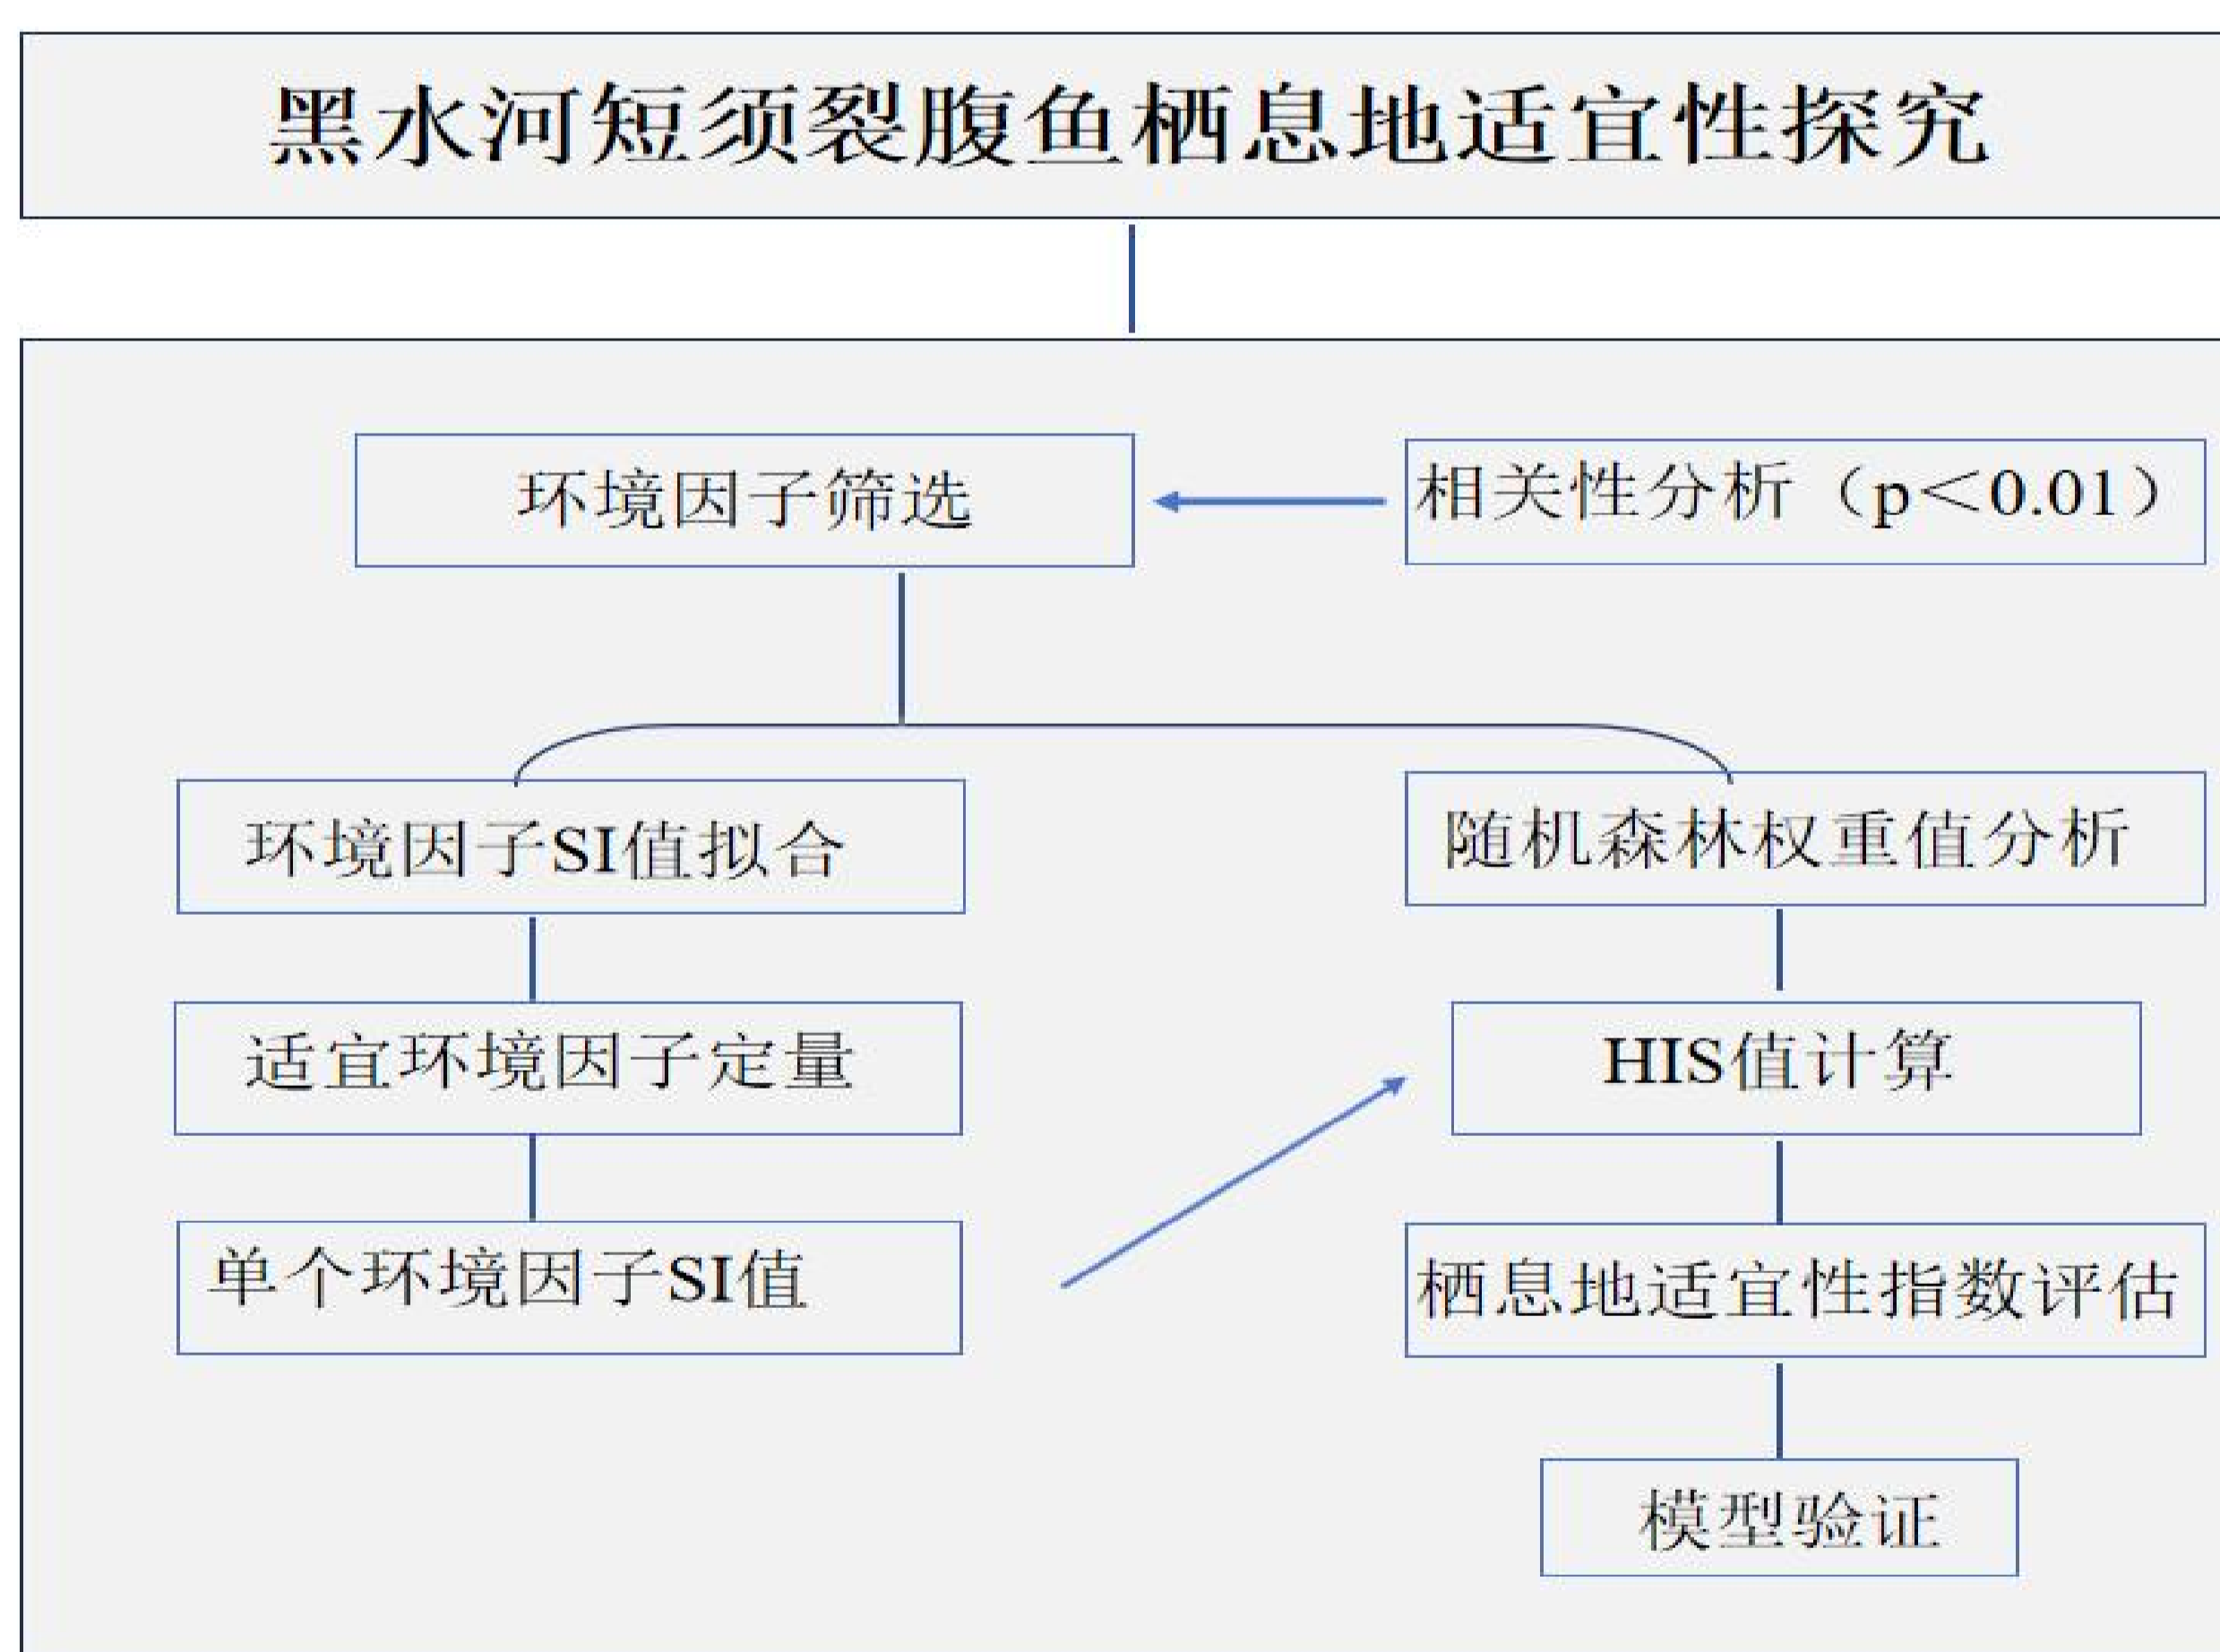 黑水河短须裂腹鱼栖息地适宜性探究
环境因子筛选
相关性分析（p＜0.01）
环境因子SI值拟合
随机森林权重值分析
适宜环境因子定量
HIS值计算
单个环境因子SI值
栖息地适宜性指数评估
模型验证